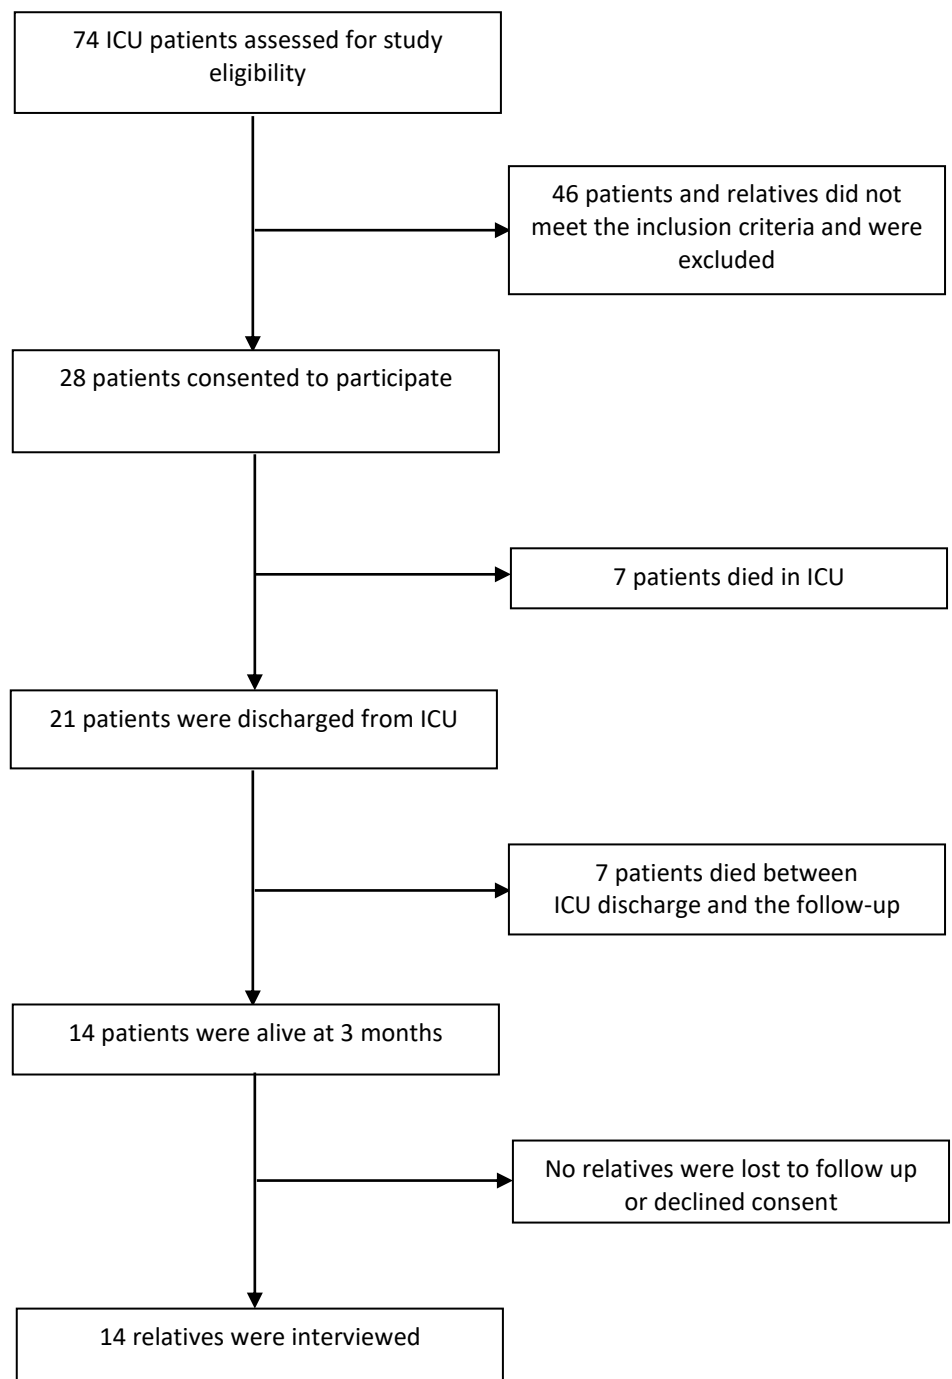 74 ICU patients assessed for study
eligibility
46 patients and relatives did not
meet the inclusion criteria and were
excluded
28 patients consented to participate
7 patients died in ICU
21 patients were discharged from ICU
7 patients died between
ICU discharge and the follow-up
14 patients were alive at 3 months
No relatives were lost to follow up
or declined consent
14 relatives were interviewed